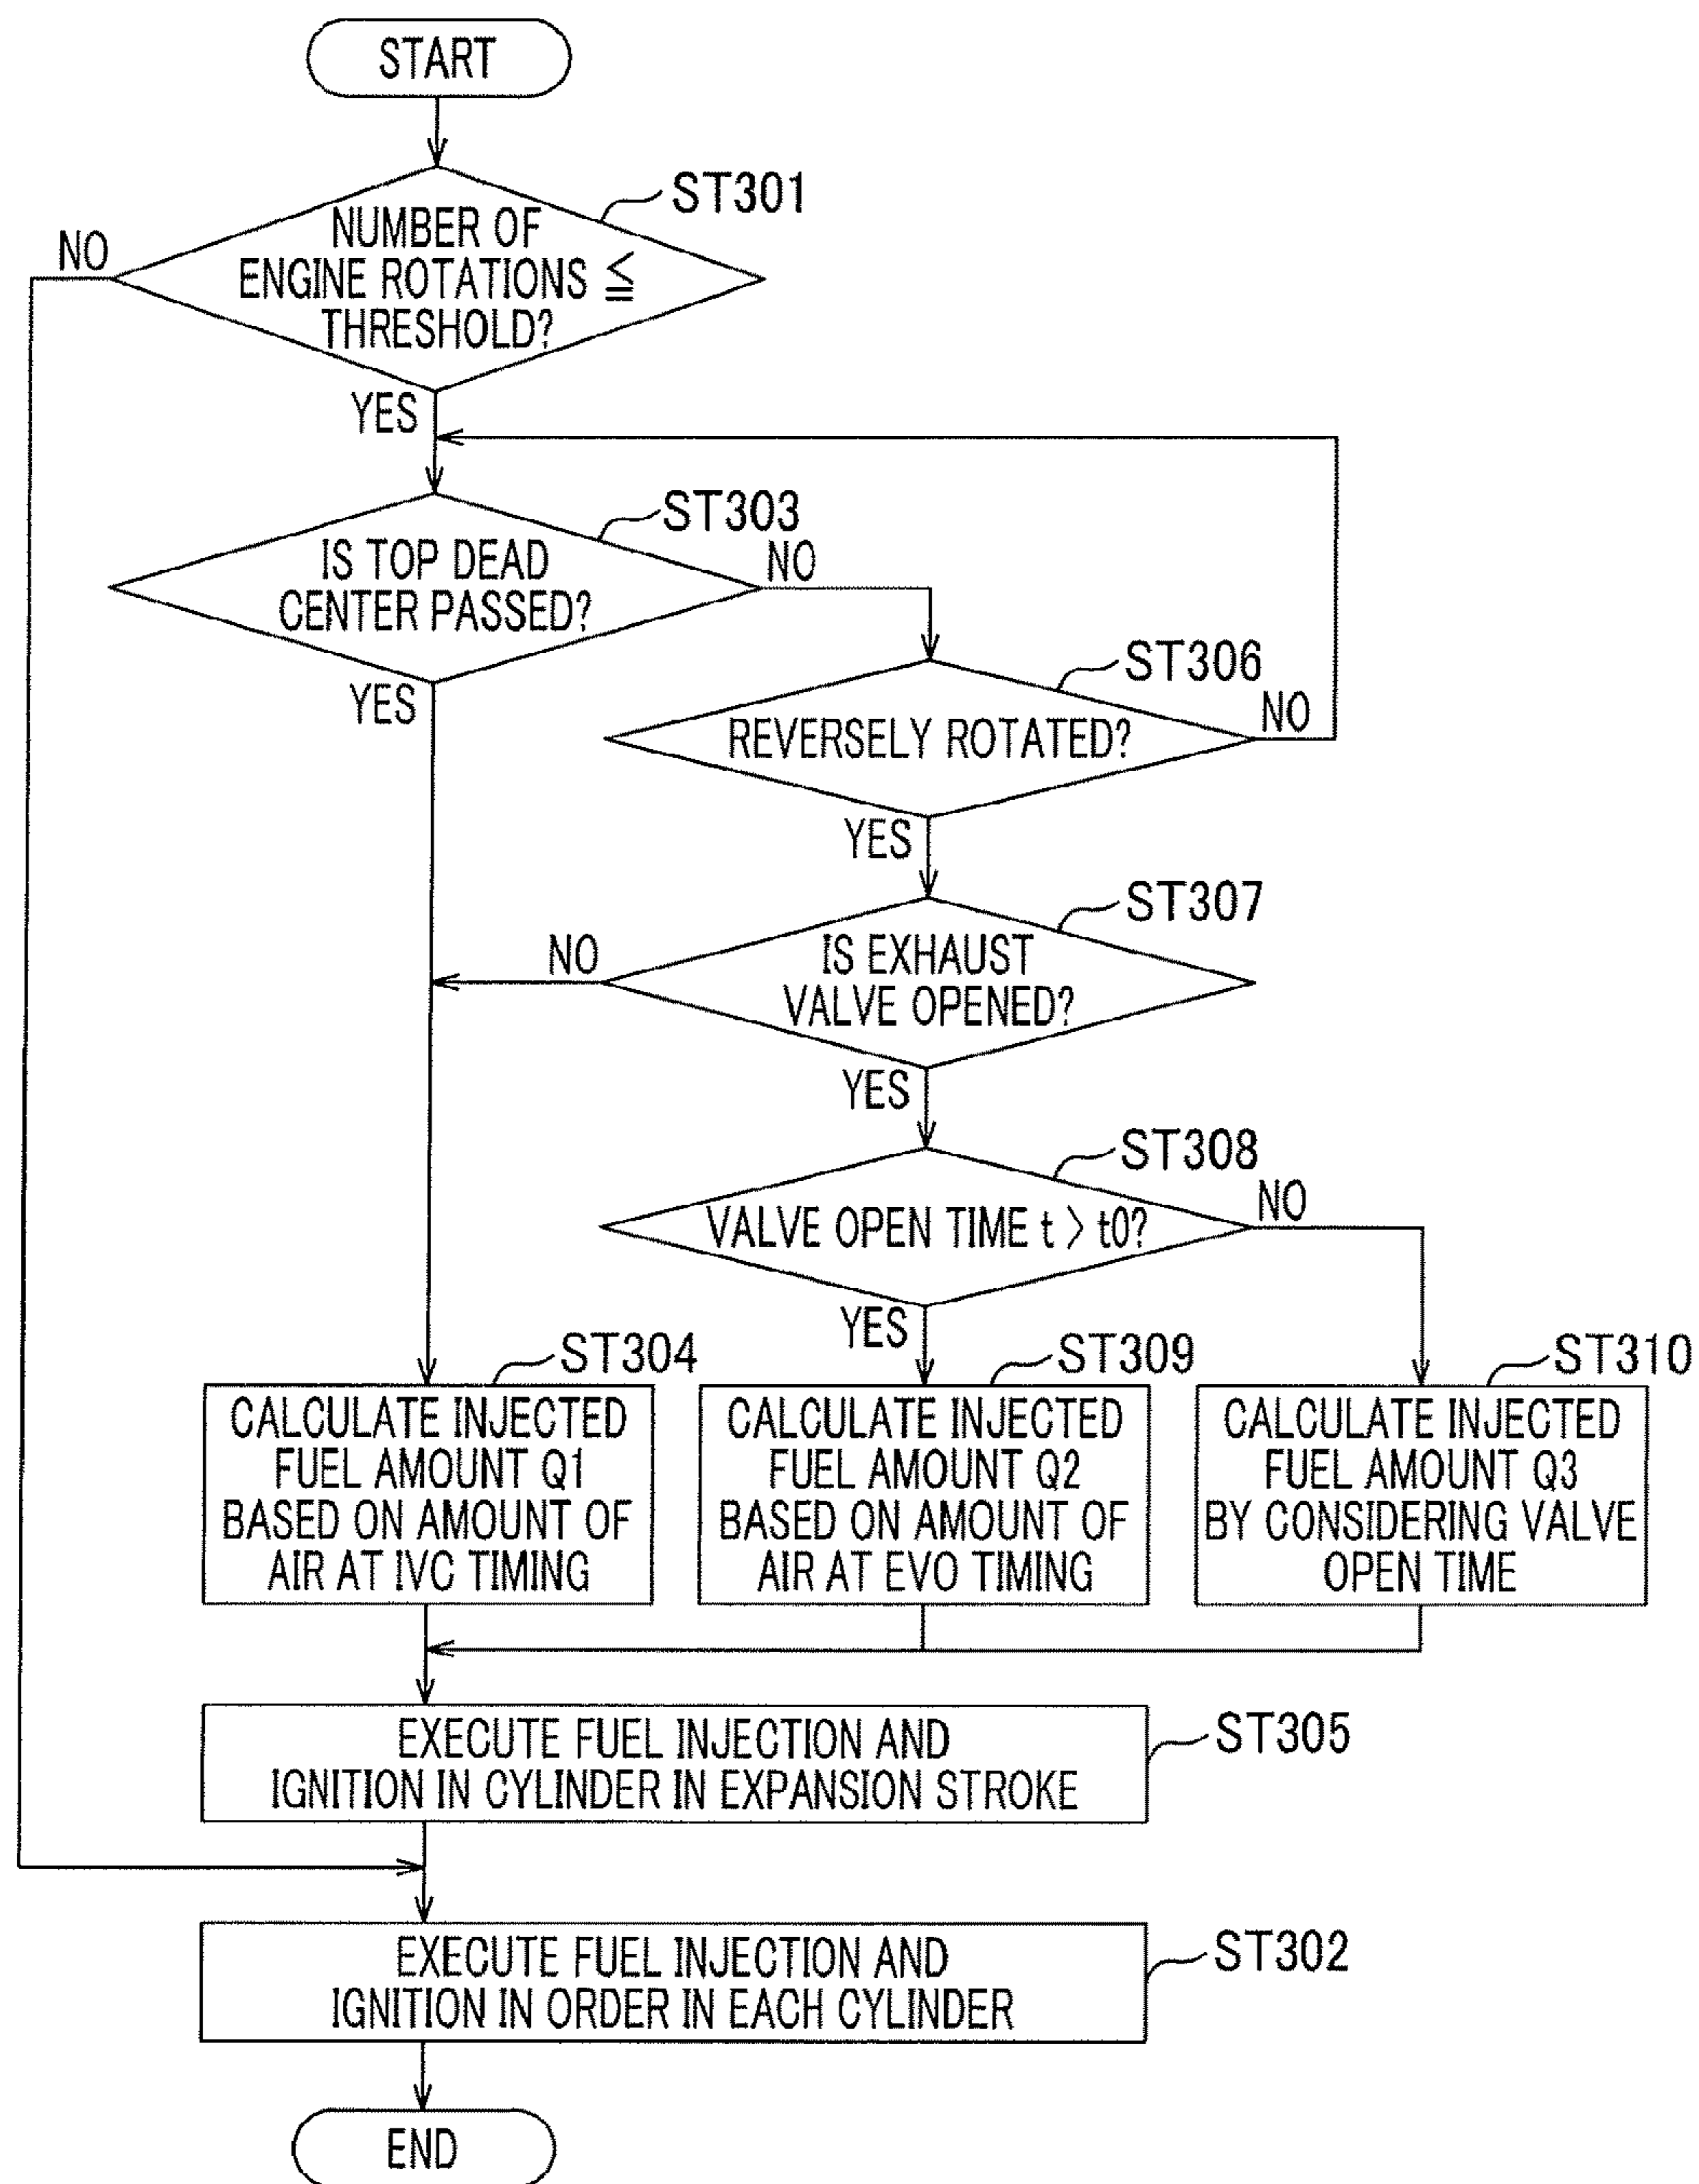 START
ST301
NO
NUMBER OF
ENGINE ROTATIONS ≦
THRESHOLD?
YES
ST303
IS TOP DEAD
CENTER PASSED?
NO
YES
ST306
REVERSELY ROTATED?
NO
YES
ST307
NO
IS EXHAUST
VALVE OPENED?
YES
ST308
NO
VALVE OPEN TIME t > t0?
YES
ST304
CALCULATE INJECTED
FUEL AMOUNT Q1
BASED ON AMOUNT OF
AIR AT IVC TIMING
ST309
CALCULATE INJECTED
FUEL AMOUNT Q2
BASED ON AMOUNT OF
AIR AT EVO TIMING
ST310
CALCULATE INJECTED
FUEL AMOUNT Q3
BY CONSIDERING VALVE
OPEN TIME
ST305
EXECUTE FUEL INJECTION AND
IGNITION IN CYLINDER IN EXPANSION STROKE
ST302
EXECUTE FUEL INJECTION AND
IGNITION IN ORDER IN EACH CYLINDER
END